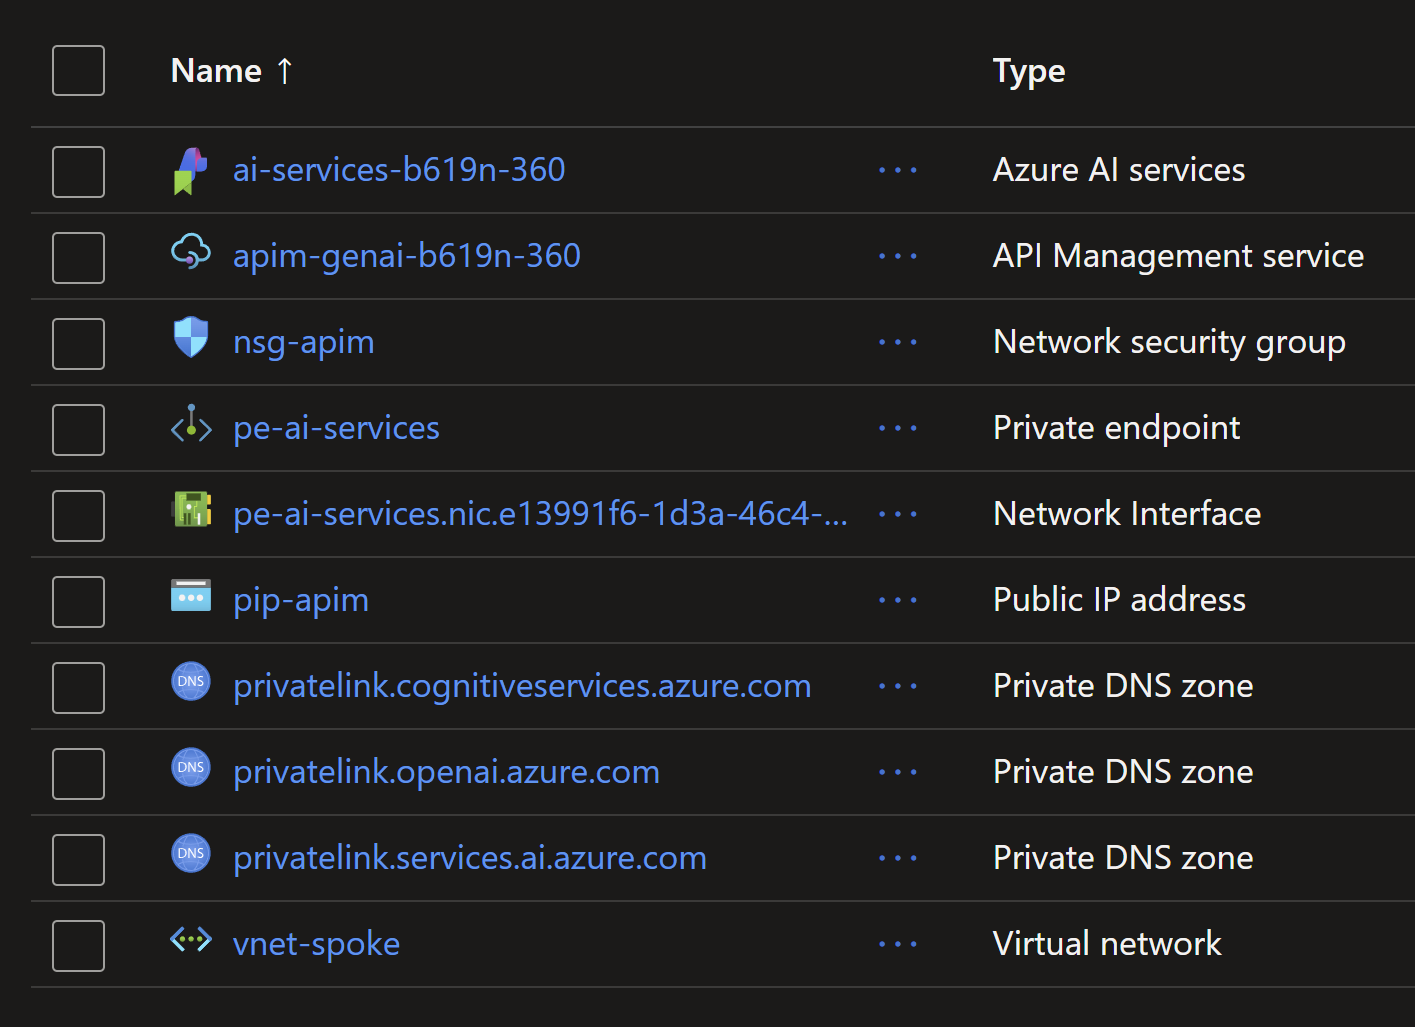 Name ↑ Type
ai-services-b619n-360 ··· Azure AI services
apim-genai-b619n-360 ··· API Management service
nsg-apim ··· Network security group
pe-ai-services ··· Private endpoint
pe-ai-services.nic.e13991f6-1d3a-46c4-... ··· Network Interface
pip-apim ··· Public IP address
DNS privatelink.cognitiveservices.azure.com ··· Private DNS zone
DNS privatelink.openai.azure.com ··· Private DNS zone
DNS privatelink.services.ai.azure.com ··· Private DNS zone
vnet-spoke ··· Virtual network